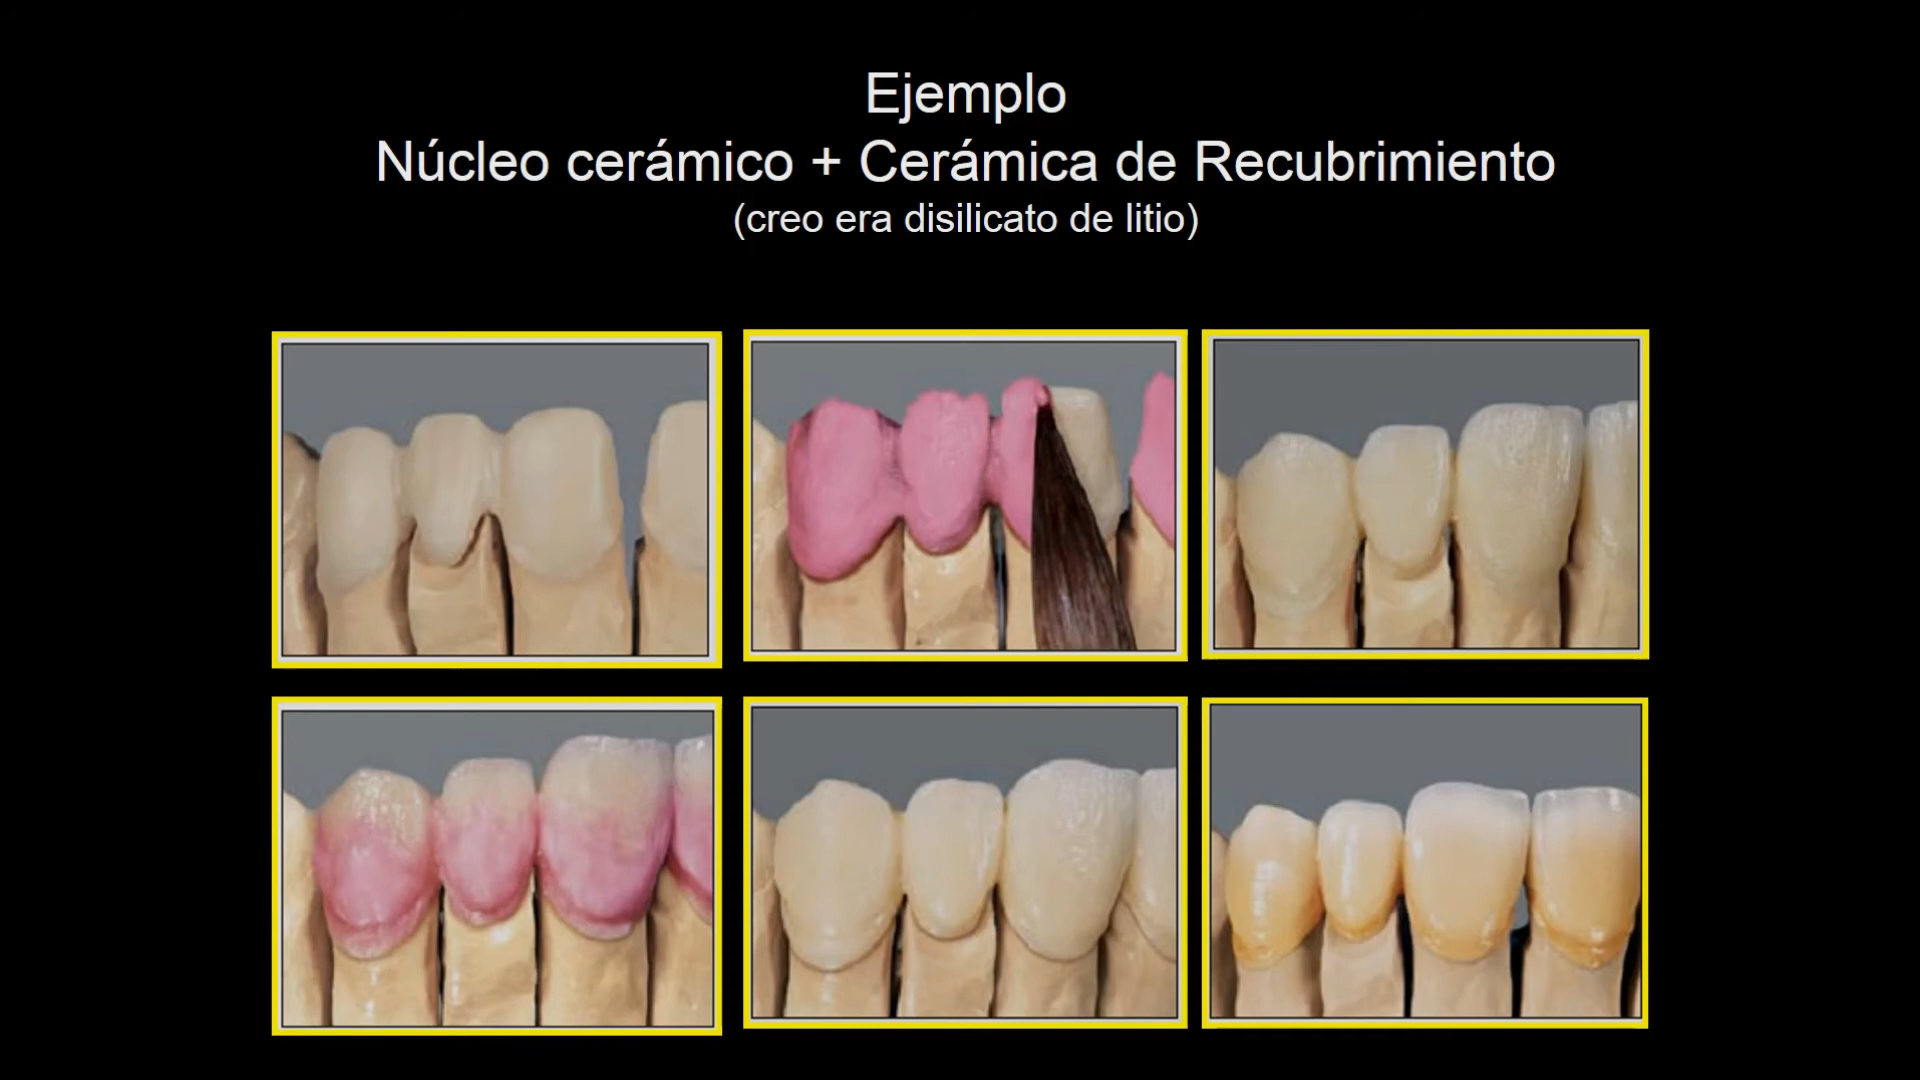 Ejemplo
Núcleo cerámico + Cerámica de Recubrimiento
(creo era disilicato de litio)